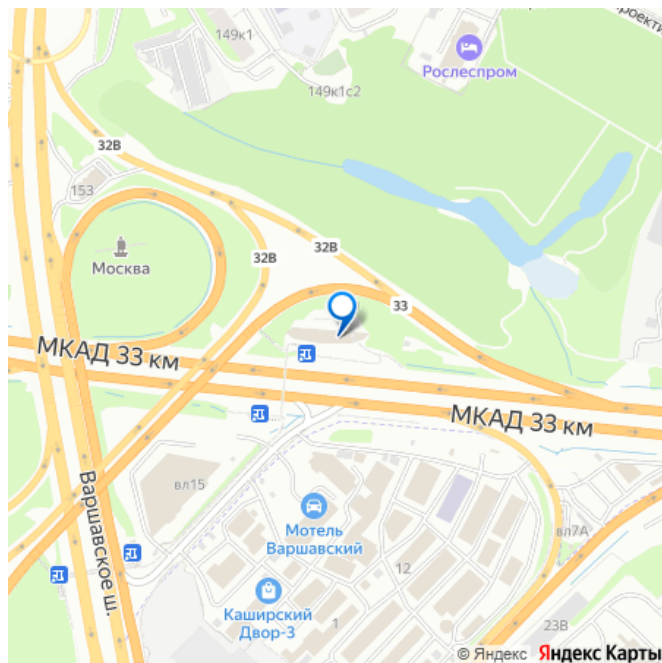 149к1
Рослеспром
149к1с2
32В
153
32В
32В
Москва
33
МКАД 33 км
МКАД 33 км
Варшавское ш.
вл15
Мотель
Варшавский
вл7А
12
Каширский
Двор-3
1
23В
© Яндекс Яндекс Карты